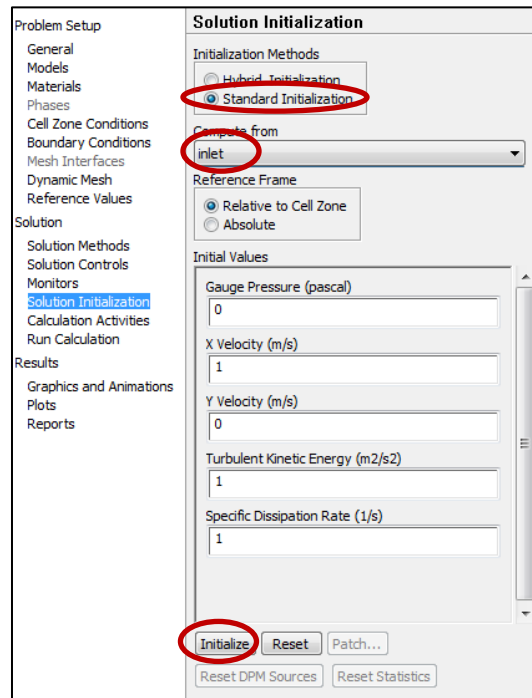 Problem Setup
General
Models
Materials
Phases
Cell Zone Conditions
Boundary Conditions
Mesh Interfaces
Dynamic Mesh
Reference Values
Solution
Solution Methods
Solution Controls
Monitors
Solution Initialization
Calculation Activities
Run Calculation
Results
Graphics and Animations
Plots
Reports
Solution Initialization
Initialization Methods
Hybrid Initialization
Standard Initialization
Compute from
inlet
Reference Frame
Relative to Cell Zone
Absolute
Initial Values
Gauge Pressure (pascal)
0
X Velocity (m/s)
1
Y Velocity (m/s)
0
Turbulent Kinetic Energy (m2/s2)
1
Specific Dissipation Rate (1/s)
1
Initialize Reset Patch...
Reset DPM Sources Reset Statistics